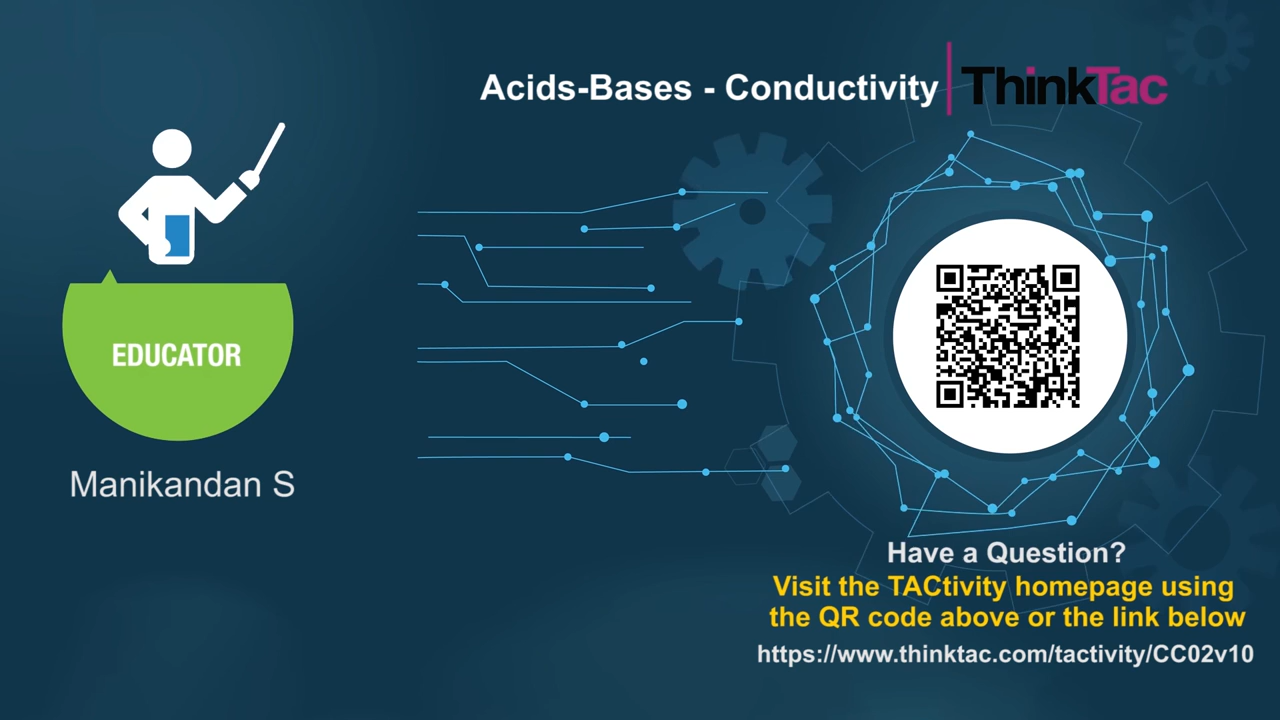 Acids-Bases - Conductivity
ThinkTac
EDUCATOR
Manikandan S
Have a Question?
Visit the TACtivity homepage using
the QR code above or the link below
https://www.thinktac.com/tactivity/CC02v10